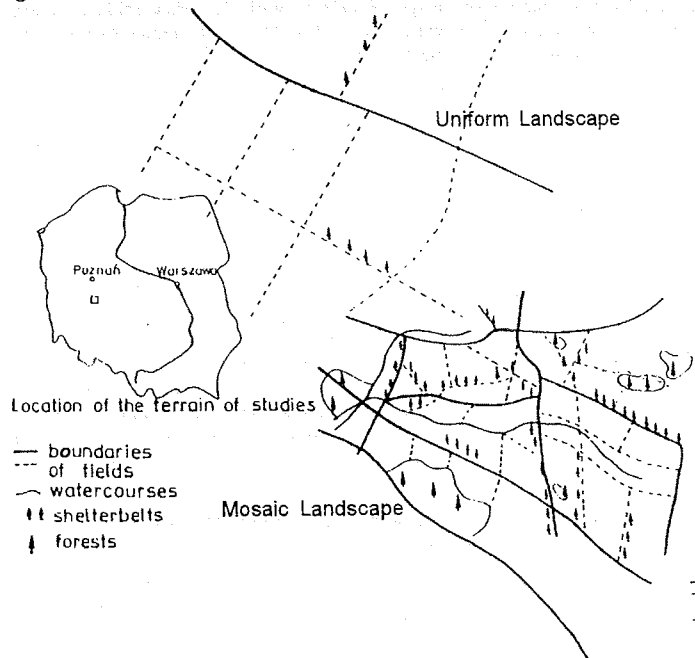 Uniform Landscape
Poznań
Warszawa
Location of the terrain of studies
boundaries
of fields
watercourses
shelterbelts
forests
Mosaic Landscape